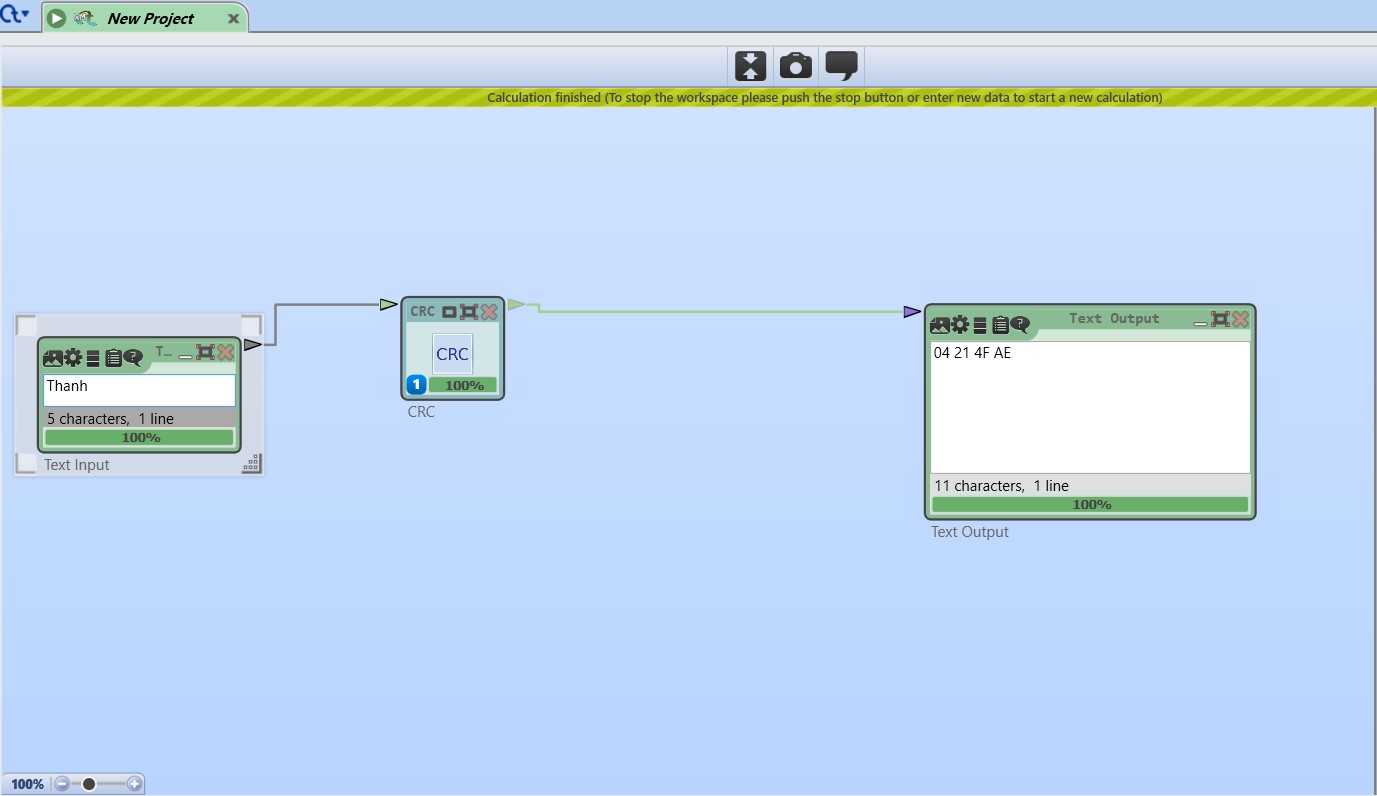 New Project
Calculation finished (To stop the workspace please push the stop button or enter new data to start a new calculation)
T...
Thanh
5 characters, 1 line
100%
Text Input
CRC
CRC
1 100%
CRC
Text Output
04 21 4F AE
11 characters, 1 line
100%
Text Output
100%